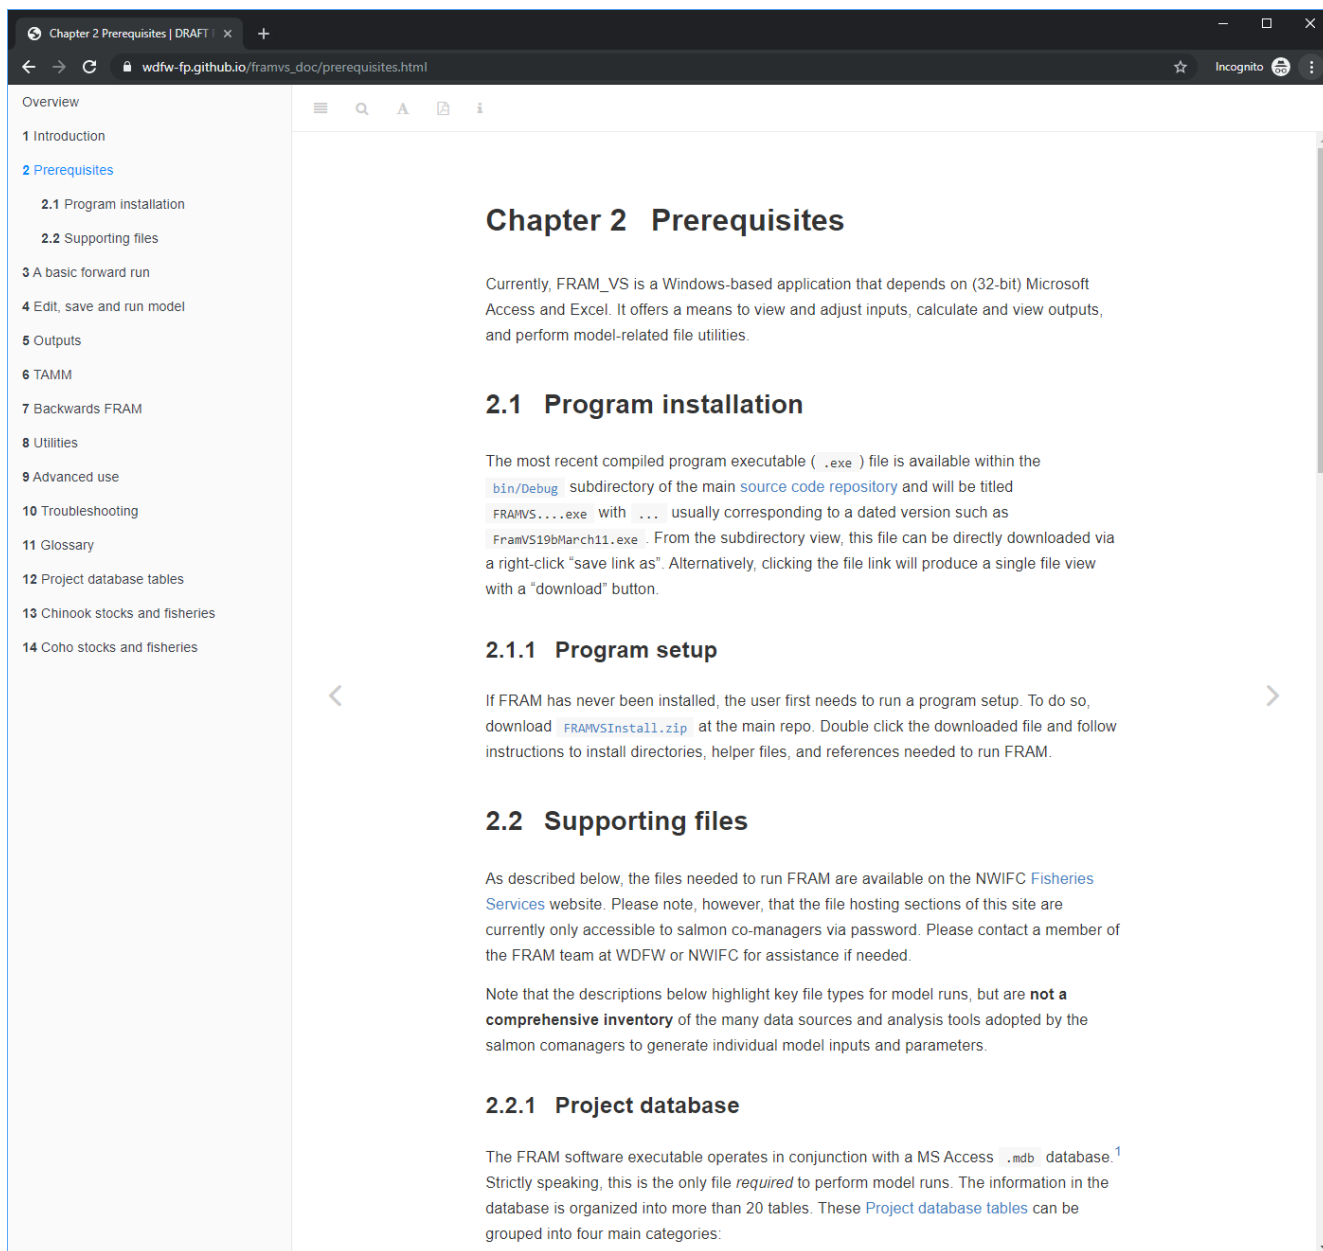 Chapter 2 Prerequisites | DRAFT
wdfw-fp.github.io/framvs_doc/prerequisites.html
Incognito
Overview
1 Introduction
2 Prerequisites
2.1 Program installation
2.2 Supporting files
3 A basic forward run
4 Edit, save and run model
5 Outputs
6 TAMM
7 Backwards FRAM
8 Utilities
9 Advanced use
10 Troubleshooting
11 Glossary
12 Project database tables
13 Chinook stocks and fisheries
14 Coho stocks and fisheries
Chapter 2 Prerequisites
Currently, FRAM_VS is a Windows-based application that depends on (32-bit) Microsoft
Access and Excel. It offers a means to view and adjust inputs, calculate and view outputs,
and perform model-related file utilities.
2.1 Program installation
The most recent compiled program executable ( .exe ) file is available within the
bin/Debug subdirectory of the main source code repository and will be titled
FRAMVS....exe with ... usually corresponding to a dated version such as
FramVS19bMarch11.exe . From the subdirectory view, this file can be directly downloaded via
a right-click “save link as”. Alternatively, clicking the file link will produce a single file view
with a “download” button.
2.1.1 Program setup
If FRAM has never been installed, the user first needs to run a program setup. To do so,
download FRAMVSInstall.zip at the main repo. Double click the downloaded file and follow
instructions to install directories, helper files, and references needed to run FRAM.
2.2 Supporting files
As described below, the files needed to run FRAM are available on the NWIFC Fisheries
Services website. Please note, however, that the file hosting sections of this site are
currently only accessible to salmon co-managers via password. Please contact a member of
the FRAM team at WDFW or NWIFC for assistance if needed.
Note that the descriptions below highlight key file types for model runs, but are not a
comprehensive inventory of the many data sources and analysis tools adopted by the
salmon comanagers to generate individual model inputs and parameters.
2.2.1 Project database
The FRAM software executable operates in conjunction with a MS Access .mdb database.1
Strictly speaking, this is the only file required to perform model runs. The information in the
database is organized into more than 20 tables. These Project database tables can be
grouped into four main categories: